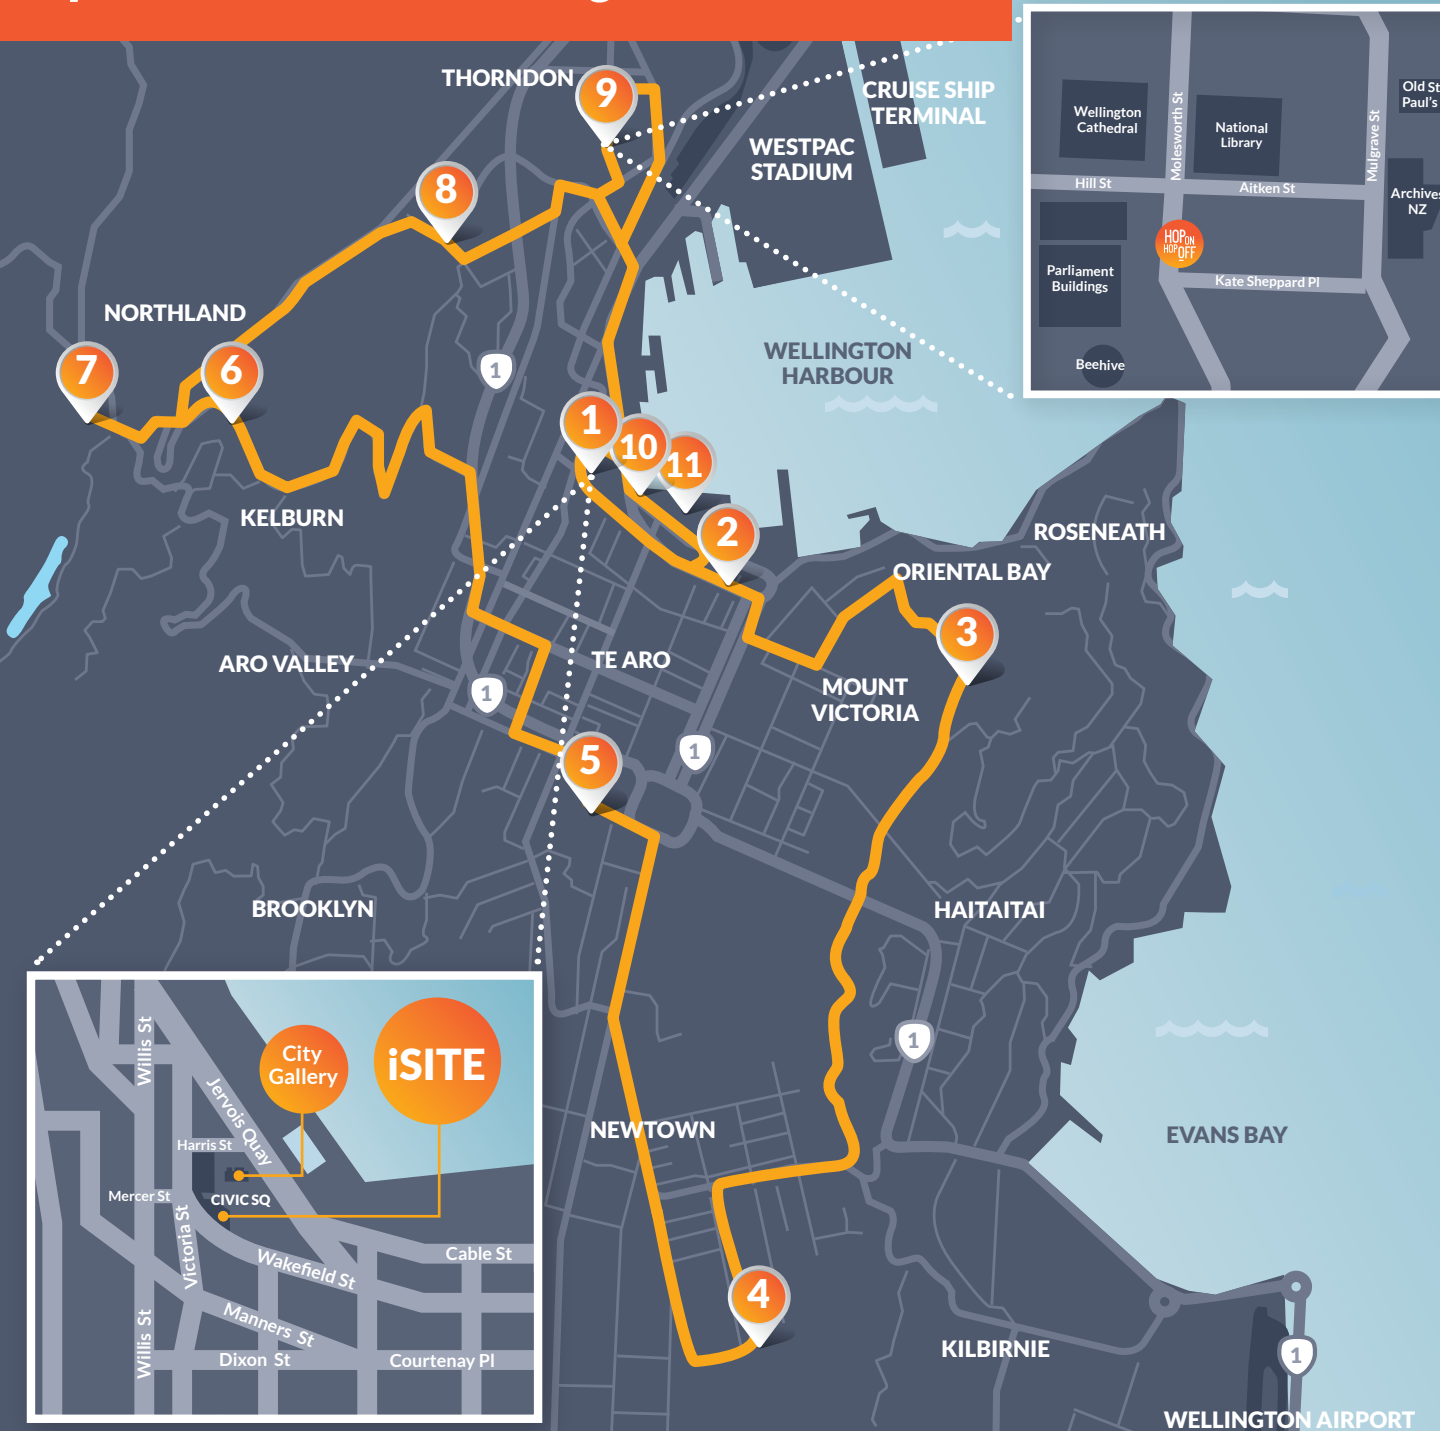 THORNDON
9
CRUISE SHIP
TERMINAL
WESTPAC
STADIUM
8
NORTHLAND
7
6
1
WELLINGTON
HARBOUR
1
10
11
2
KELBURN
ROSENEATH
ORIENTAL BAY
3
ARO VALLEY
TE ARO
1
MOUNT
VICTORIA
1
5
BROOKLYN
HAITAITAI
1
NEWTOWN
EVANS BAY
4
KILBIRNIE
1
WELLINGTON AIRPORT
Wellington
Cathedral
Molesworth St
National
Library
Mulgrave St
Old St
Paul's
Hill St
Aitken St
Archives
NZ
HOP ON
HOP OFF
Parliament
Buildings
Kate Sheppard Pl
Beehive
Willis St
City
Gallery
iSITE
Jervois Quay
Harris St
Mercer St
CIVIC SQ
Victoria St
Wakefield St
Cable St
Willis St
Manners St
Dixon St
Courtenay Pl